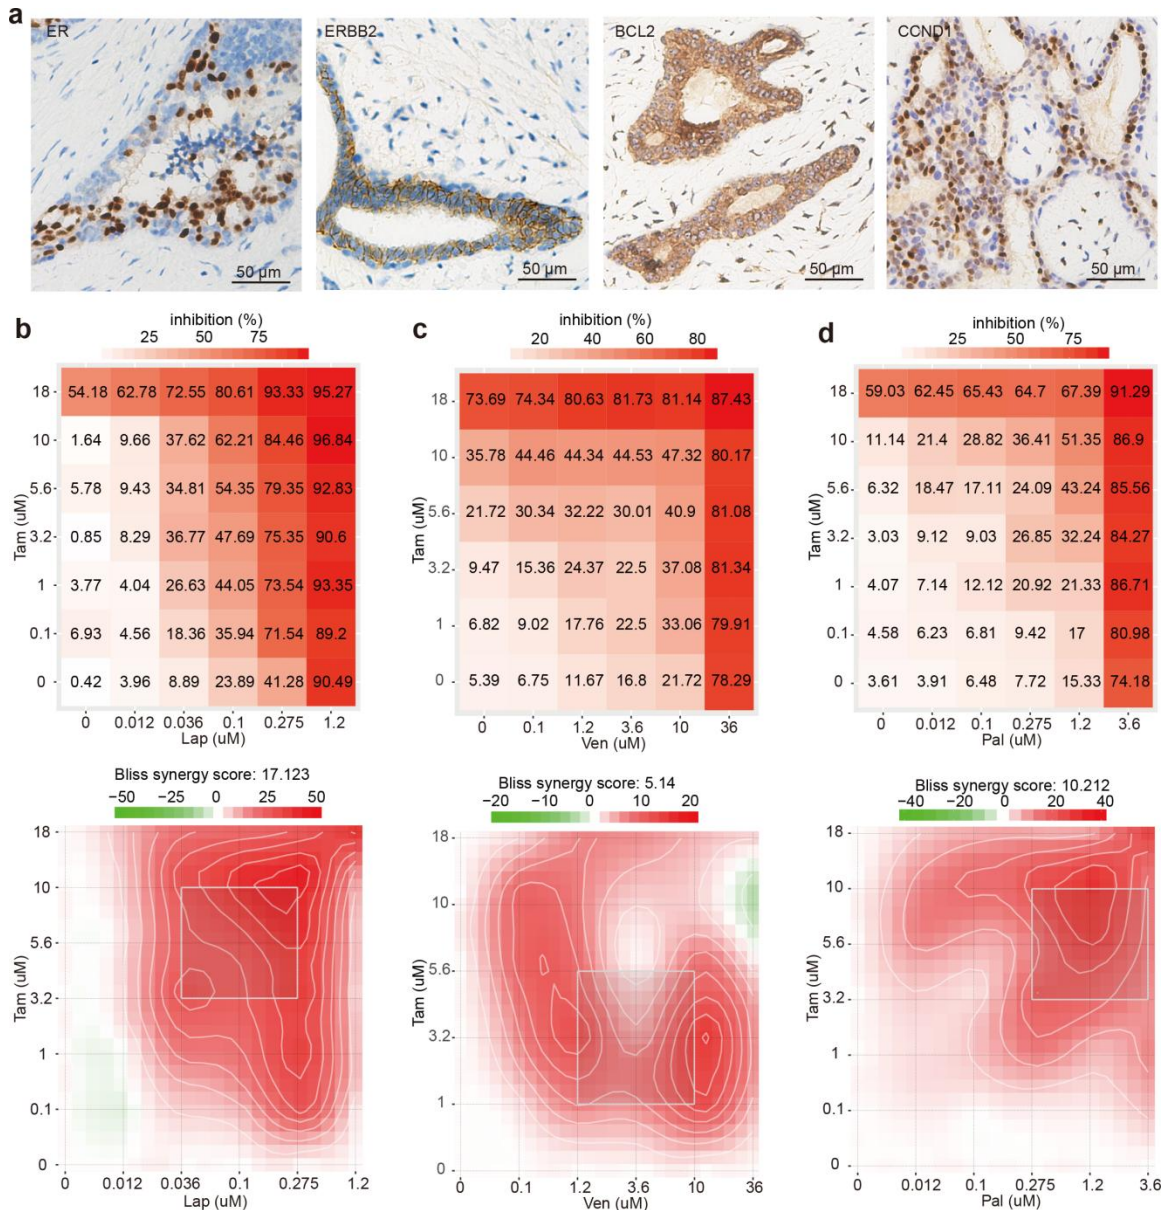 a
ER
ERBB2
BCL2
CCND1
50 µm
50 µm
50 µm
50 µm
b
inhibition (%)
25 50 75
18 54.18 62.78 72.55 80.61 93.33 95.27
10 1.64 9.66 37.62 62.21 84.46 96.84
5.6 5.78 9.43 34.81 54.35 79.35 92.83
3.2 0.85 8.29 36.77 47.69 75.35 90.6
1 3.77 4.04 26.63 44.05 73.54 93.35
0.1 6.93 4.56 18.36 35.94 71.54 89.2
0 0.42 3.96 8.89 23.89 41.28 90.49
Tam (uM)
0 0.012 0.036 0.1 0.275 1.2
Lap (uM)
c
inhibition (%)
20 40 60 80
18 73.69 74.34 80.63 81.73 81.14 87.43
10 35.78 44.46 44.34 44.53 47.32 80.17
5.6 21.72 30.34 32.22 30.01 40.9 81.08
3.2 9.47 15.36 24.37 22.5 37.08 81.34
1 6.82 9.02 17.76 22.5 33.06 79.91
0 5.39 6.75 11.67 16.8 21.72 78.29
Tam (uM)
0 0.1 1.2 3.6 10 36
Ven (uM)
d
inhibition (%)
25 50 75
18 59.03 62.45 65.43 64.7 67.39 91.29
10 11.14 21.4 28.82 36.41 51.35 86.9
5.6 6.32 18.47 17.11 24.09 43.24 85.56
3.2 3.03 9.12 9.03 26.85 32.24 84.27
1 4.07 7.14 12.12 20.92 21.33 86.71
0.1 4.58 6.23 6.81 9.42 17 80.98
0 3.61 3.91 6.48 7.72 15.33 74.18
Tam (uM)
0 0.012 0.1 0.275 1.2 3.6
Pal (uM)
Bliss synergy score: 17.123
−50 −25 0 25 50
18
10
5.6
3.2
1
0.1
0
Tam (uM)
0 0.012 0.036 0.1 0.275 1.2
Lap (uM)
Bliss synergy score: 5.14
−20 −10 0 10 20
18
10
5.6
3.2
1
0
Tam (uM)
0 0.1 1.2 3.6 10 36
Ven (uM)
Bliss synergy score: 10.212
−40 −20 0 20 40
18
10
5.6
3.2
1
0.1
0
Tam (uM)
0 0.012 0.1 0.275 1.2 3.6
Pal (uM)